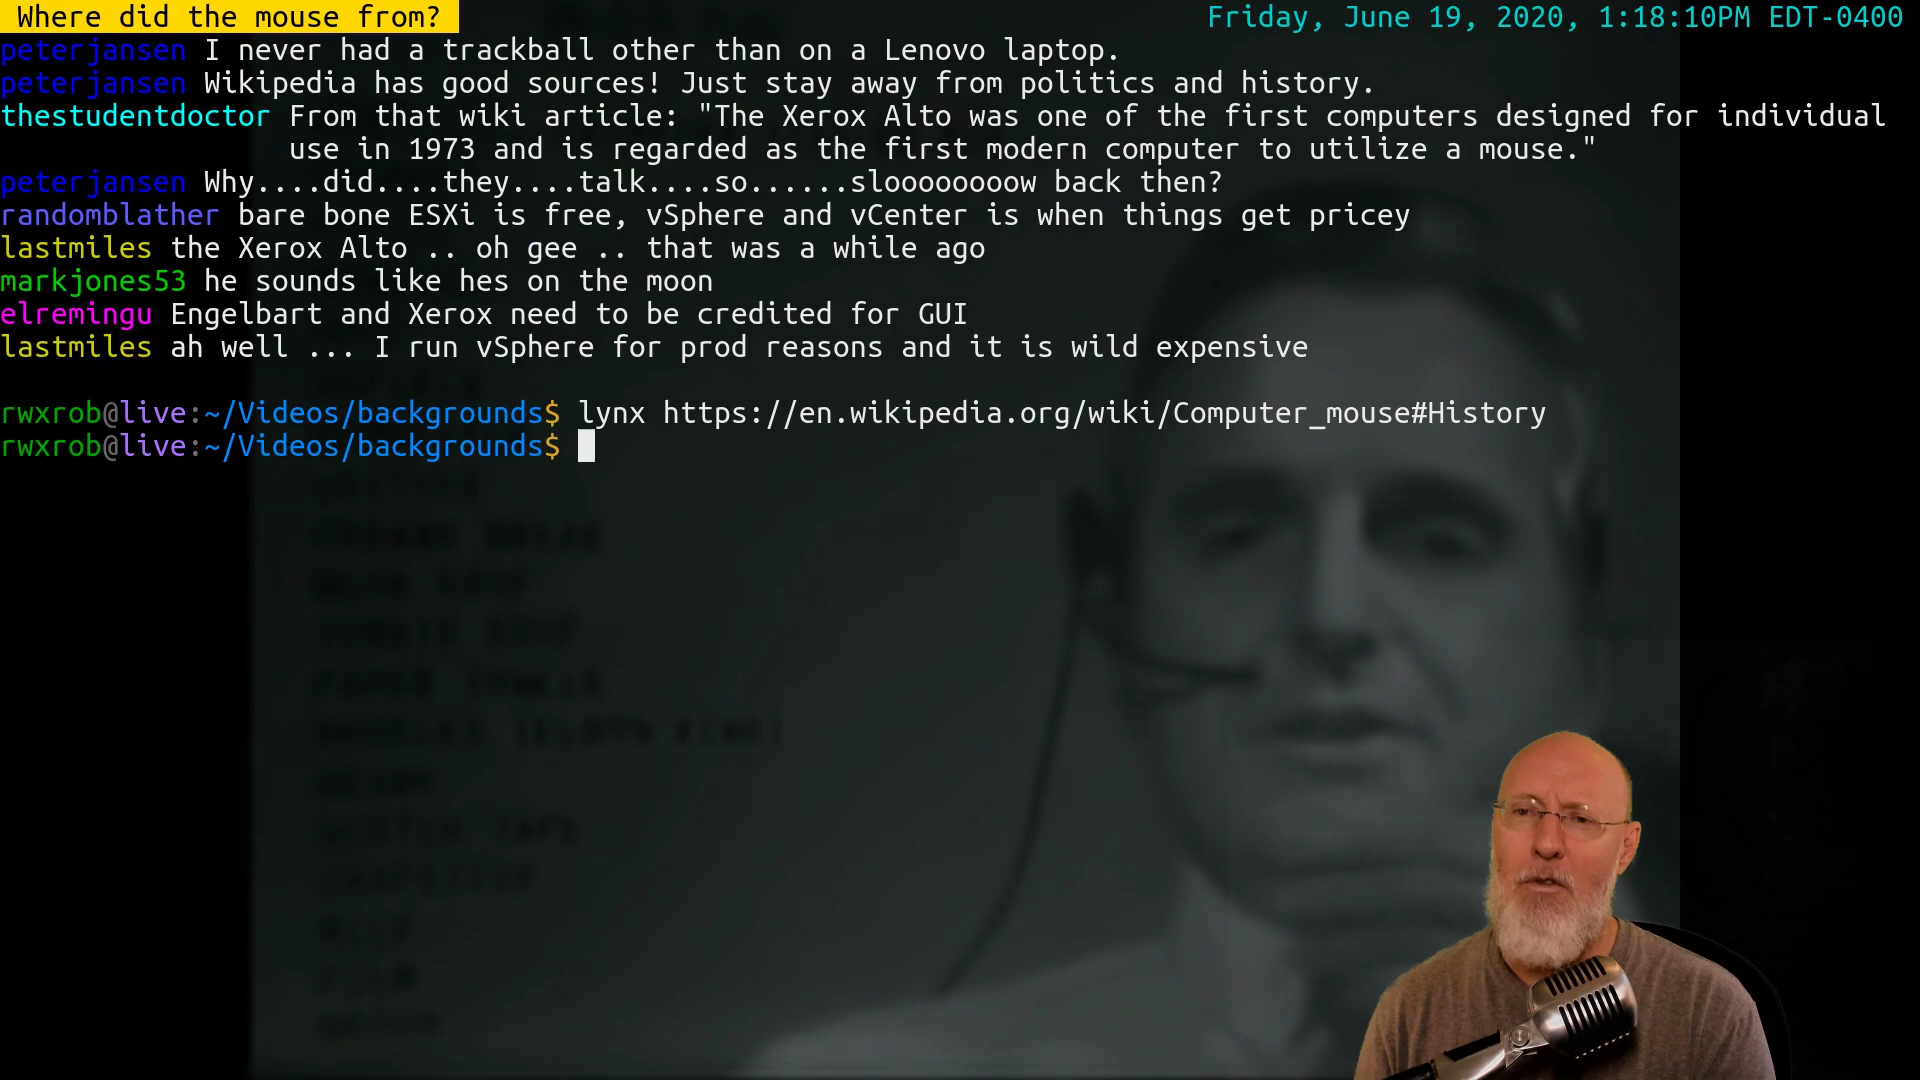 Where did the mouse from?
Friday, June 19, 2020, 1:18:10PM EDT-0400
peterjansen I never had a trackball other than on a Lenovo laptop.
peterjansen Wikipedia has good sources! Just stay away from politics and history.
thestudentdoctor From that wiki article: "The Xerox Alto was one of the first computers designed for individual
use in 1973 and is regarded as the first modern computer to utilize a mouse."
peterjansen Why....did....they....talk....so......slooooooow back then?
randomblather bare bone ESXi is free, vSphere and vCenter is when things get pricey
lastmiles the Xerox Alto .. oh gee .. that was a while ago
markjones53 he sounds like hes on the moon
elremingu Engelbart and Xerox need to be credited for GUI
lastmiles ah well ... I run vSphere for prod reasons and it is wild expensive
rwxrob@live:~/Videos/backgrounds$ lynx https://en.wikipedia.org/wiki/Computer_mouse#History
rwxrob@live:~/Videos/backgrounds$